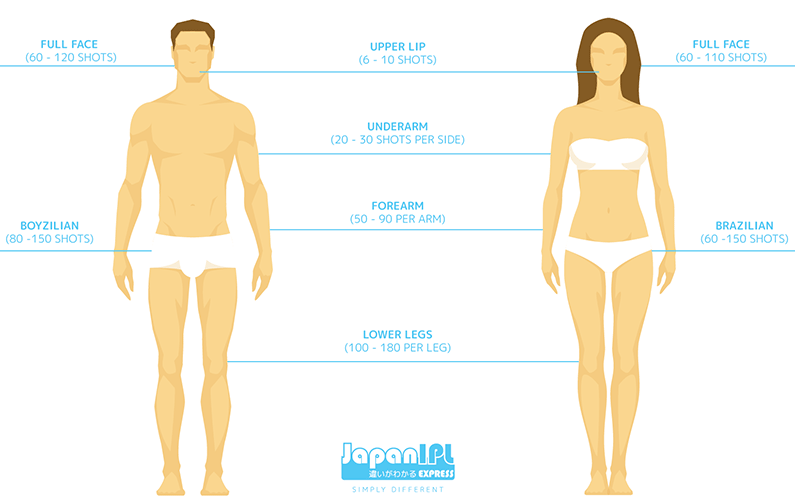 FULL FACE
(60 - 120 SHOTS)
UPPER LIP
(6 - 10 SHOTS)
FULL FACE
(60 - 110 SHOTS)
UNDERARM
(20 - 30 SHOTS PER SIDE)
FOREARM
(50 - 90 PER ARM)
BOYZILIAN
(80 -150 SHOTS)
BRAZILIAN
(60 -150 SHOTS)
LOWER LEGS
(100 - 180 PER LEG)
JapanIPL
違いがわかる EXPRESS
SIMPLY DIFFERENT